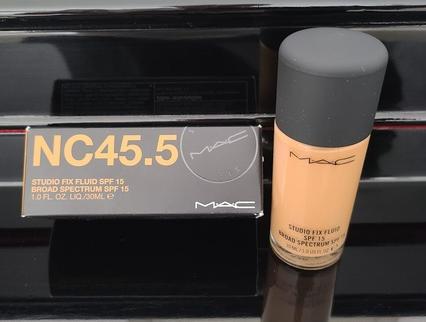 NC45.5
STUDIO FIX FLUID SPF 15
BROAD SPECTRUM SPF 15
1.0 FL. OZ. LIQ./30ML e
MAC
MAC
STUDIO FIX FLUID
SPF 15
BROAD SPECTRUM SPF 15